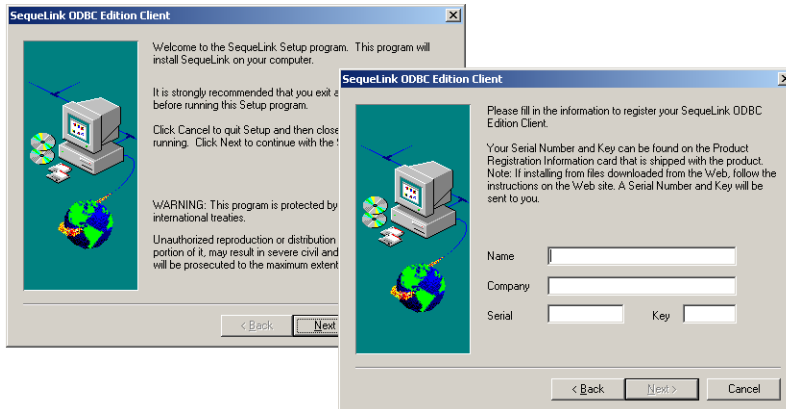 SequeLink ODBC Edition Client
Welcome to the SequeLink Setup program. This program will
install SequeLink on your computer.
It is strongly recommended that you exit a
before running this Setup program.
Click Cancel to quit Setup and then close
running. Click Next to continue with the
WARNING: This program is protected by
international treaties.
Unauthorized reproduction or distribution
portion of it, may result in severe civil and
will be prosecuted to the maximum extent
< Back
Next
SequeLink ODBC Edition Client
Please fill in the information to register your SequeLink ODBC
Edition Client.
Your Serial Number and Key can be found on the Product
Registration Information card that is shipped with the product.
Note: If installing from files downloaded from the Web, follow the
instructions on the Web site. A Serial Number and Key will be
sent to you.
Name
Company
Serial Key
< Back Next > Cancel